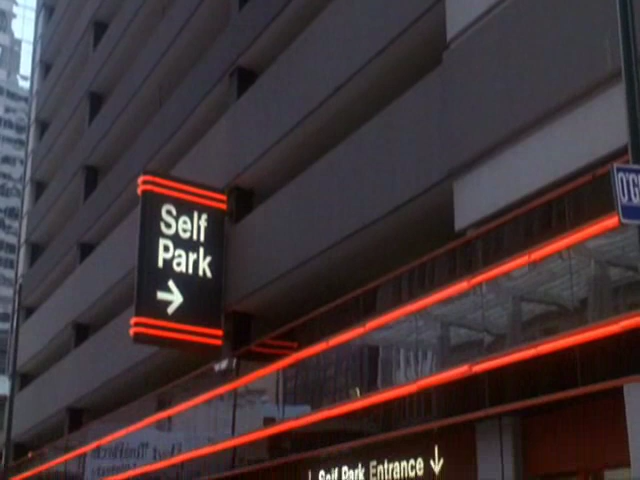 Self
Park
→
↓ Self Park Entrance ↓
O'G